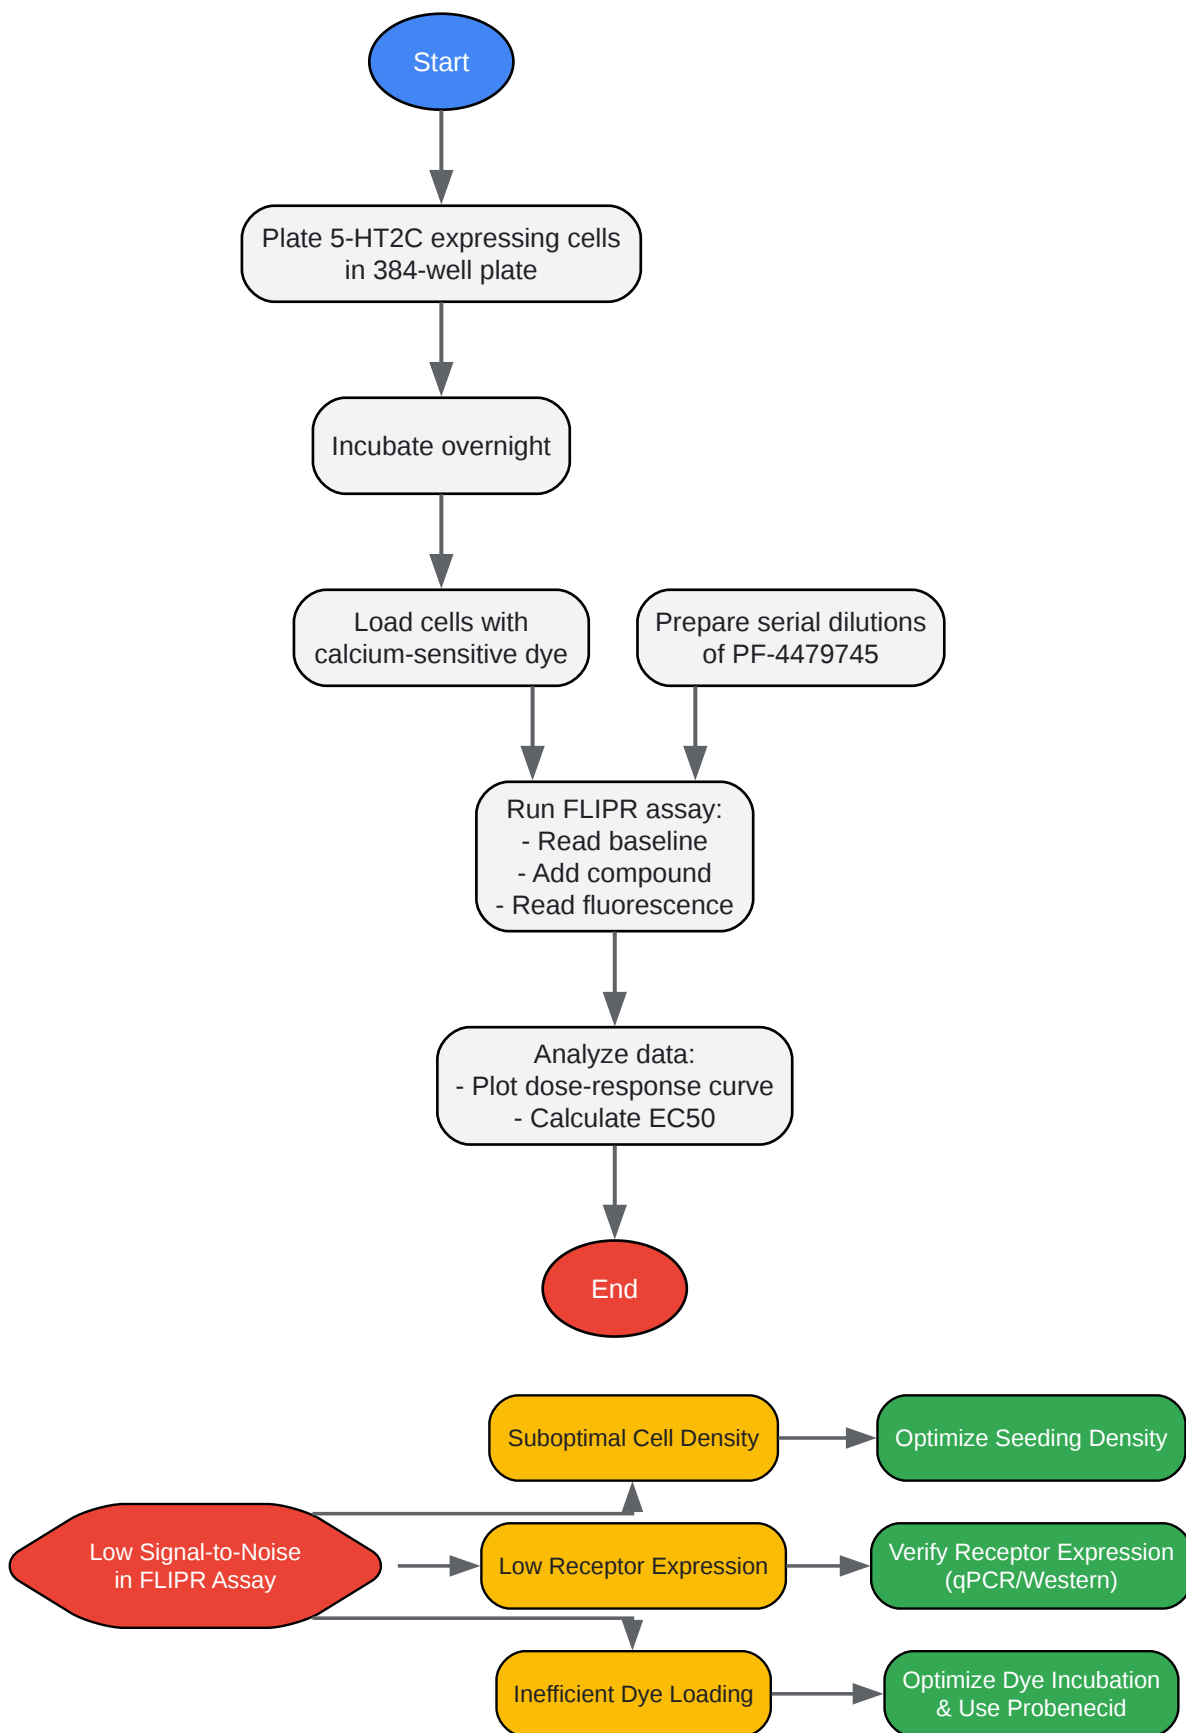 Start
Plate 5-HT2C expressing cells
in 384-well plate
Incubate overnight
Load cells with
calcium-sensitive dye
Prepare serial dilutions
of PF-4479745
Run FLIPR assay:
- Read baseline
- Add compound
- Read fluorescence
Analyze data:
- Plot dose-response curve
- Calculate EC50
End
Suboptimal Cell Density
Optimize Seeding Density
Low Signal-to-Noise
in FLIPR Assay
Low Receptor Expression
Verify Receptor Expression
(qPCR/Western)
Inefficient Dye Loading
Optimize Dye Incubation
& Use Probenecid